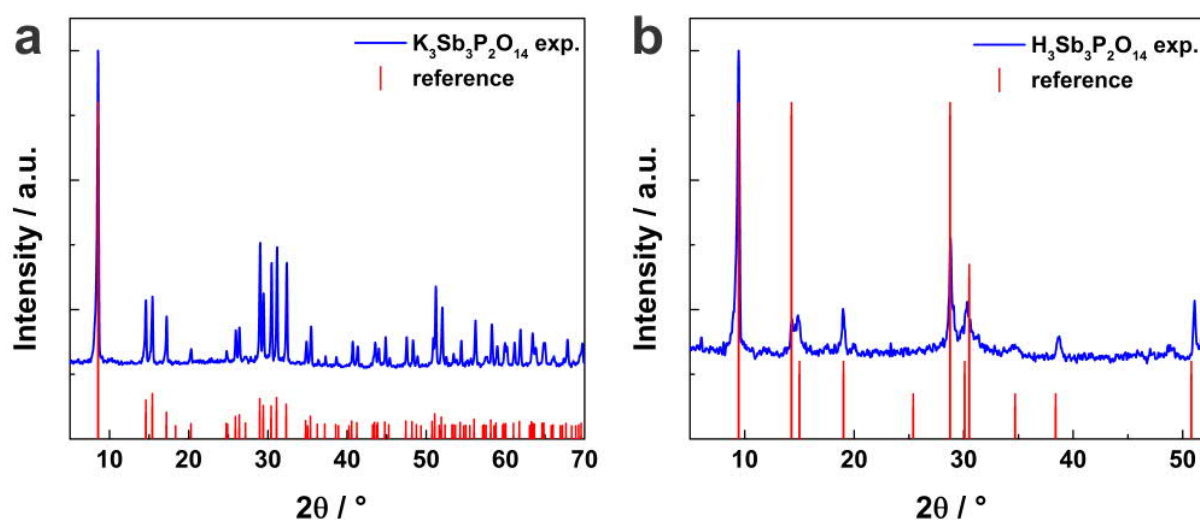 a
K₃Sb₃P₂O₁₄ exp.
reference
Intensity / a.u.
10 20 30 40 50 60 70
2θ / °
b
H₃Sb₃P₂O₁₄ exp.
reference
Intensity / a.u.
10 20 30 40 50
2θ / °